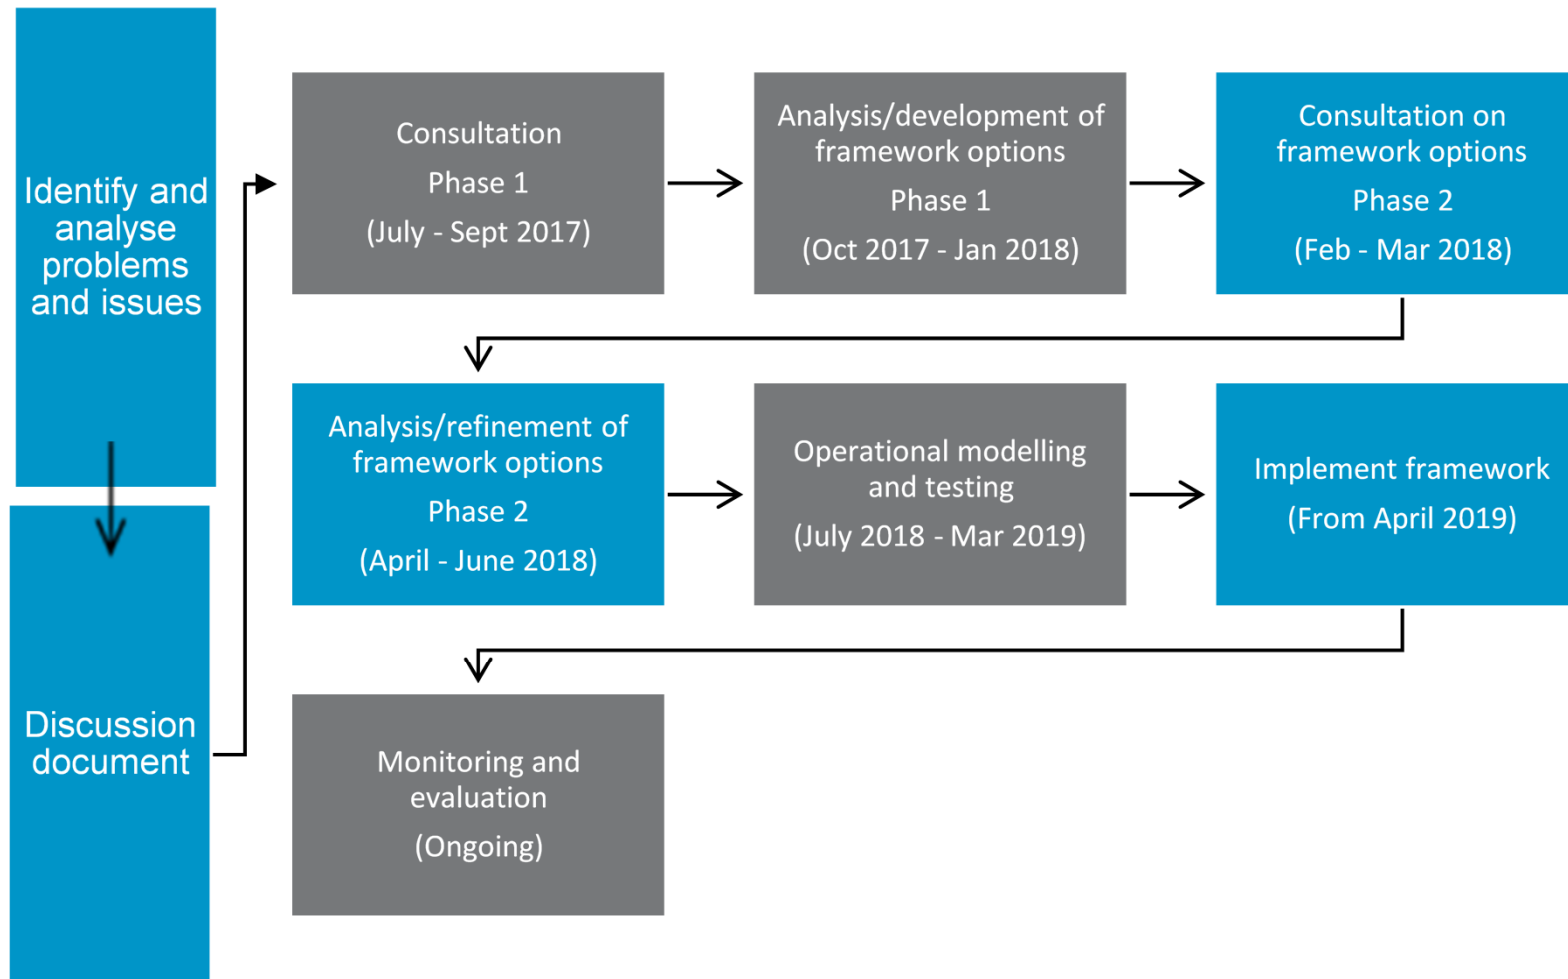 Identify and
analyse
problems
and issues
Discussion
document
Consultation
Phase 1
(July - Sept 2017)
Analysis/development of
framework options
Phase 1
(Oct 2017 - Jan 2018)
Consultation on
framework options
Phase 2
(Feb - Mar 2018)
Analysis/refinement of
framework options
Phase 2
(April - June 2018)
Operational modelling
and testing
(July 2018 - Mar 2019)
Implement framework
(From April 2019)
Monitoring and
evaluation
(Ongoing)